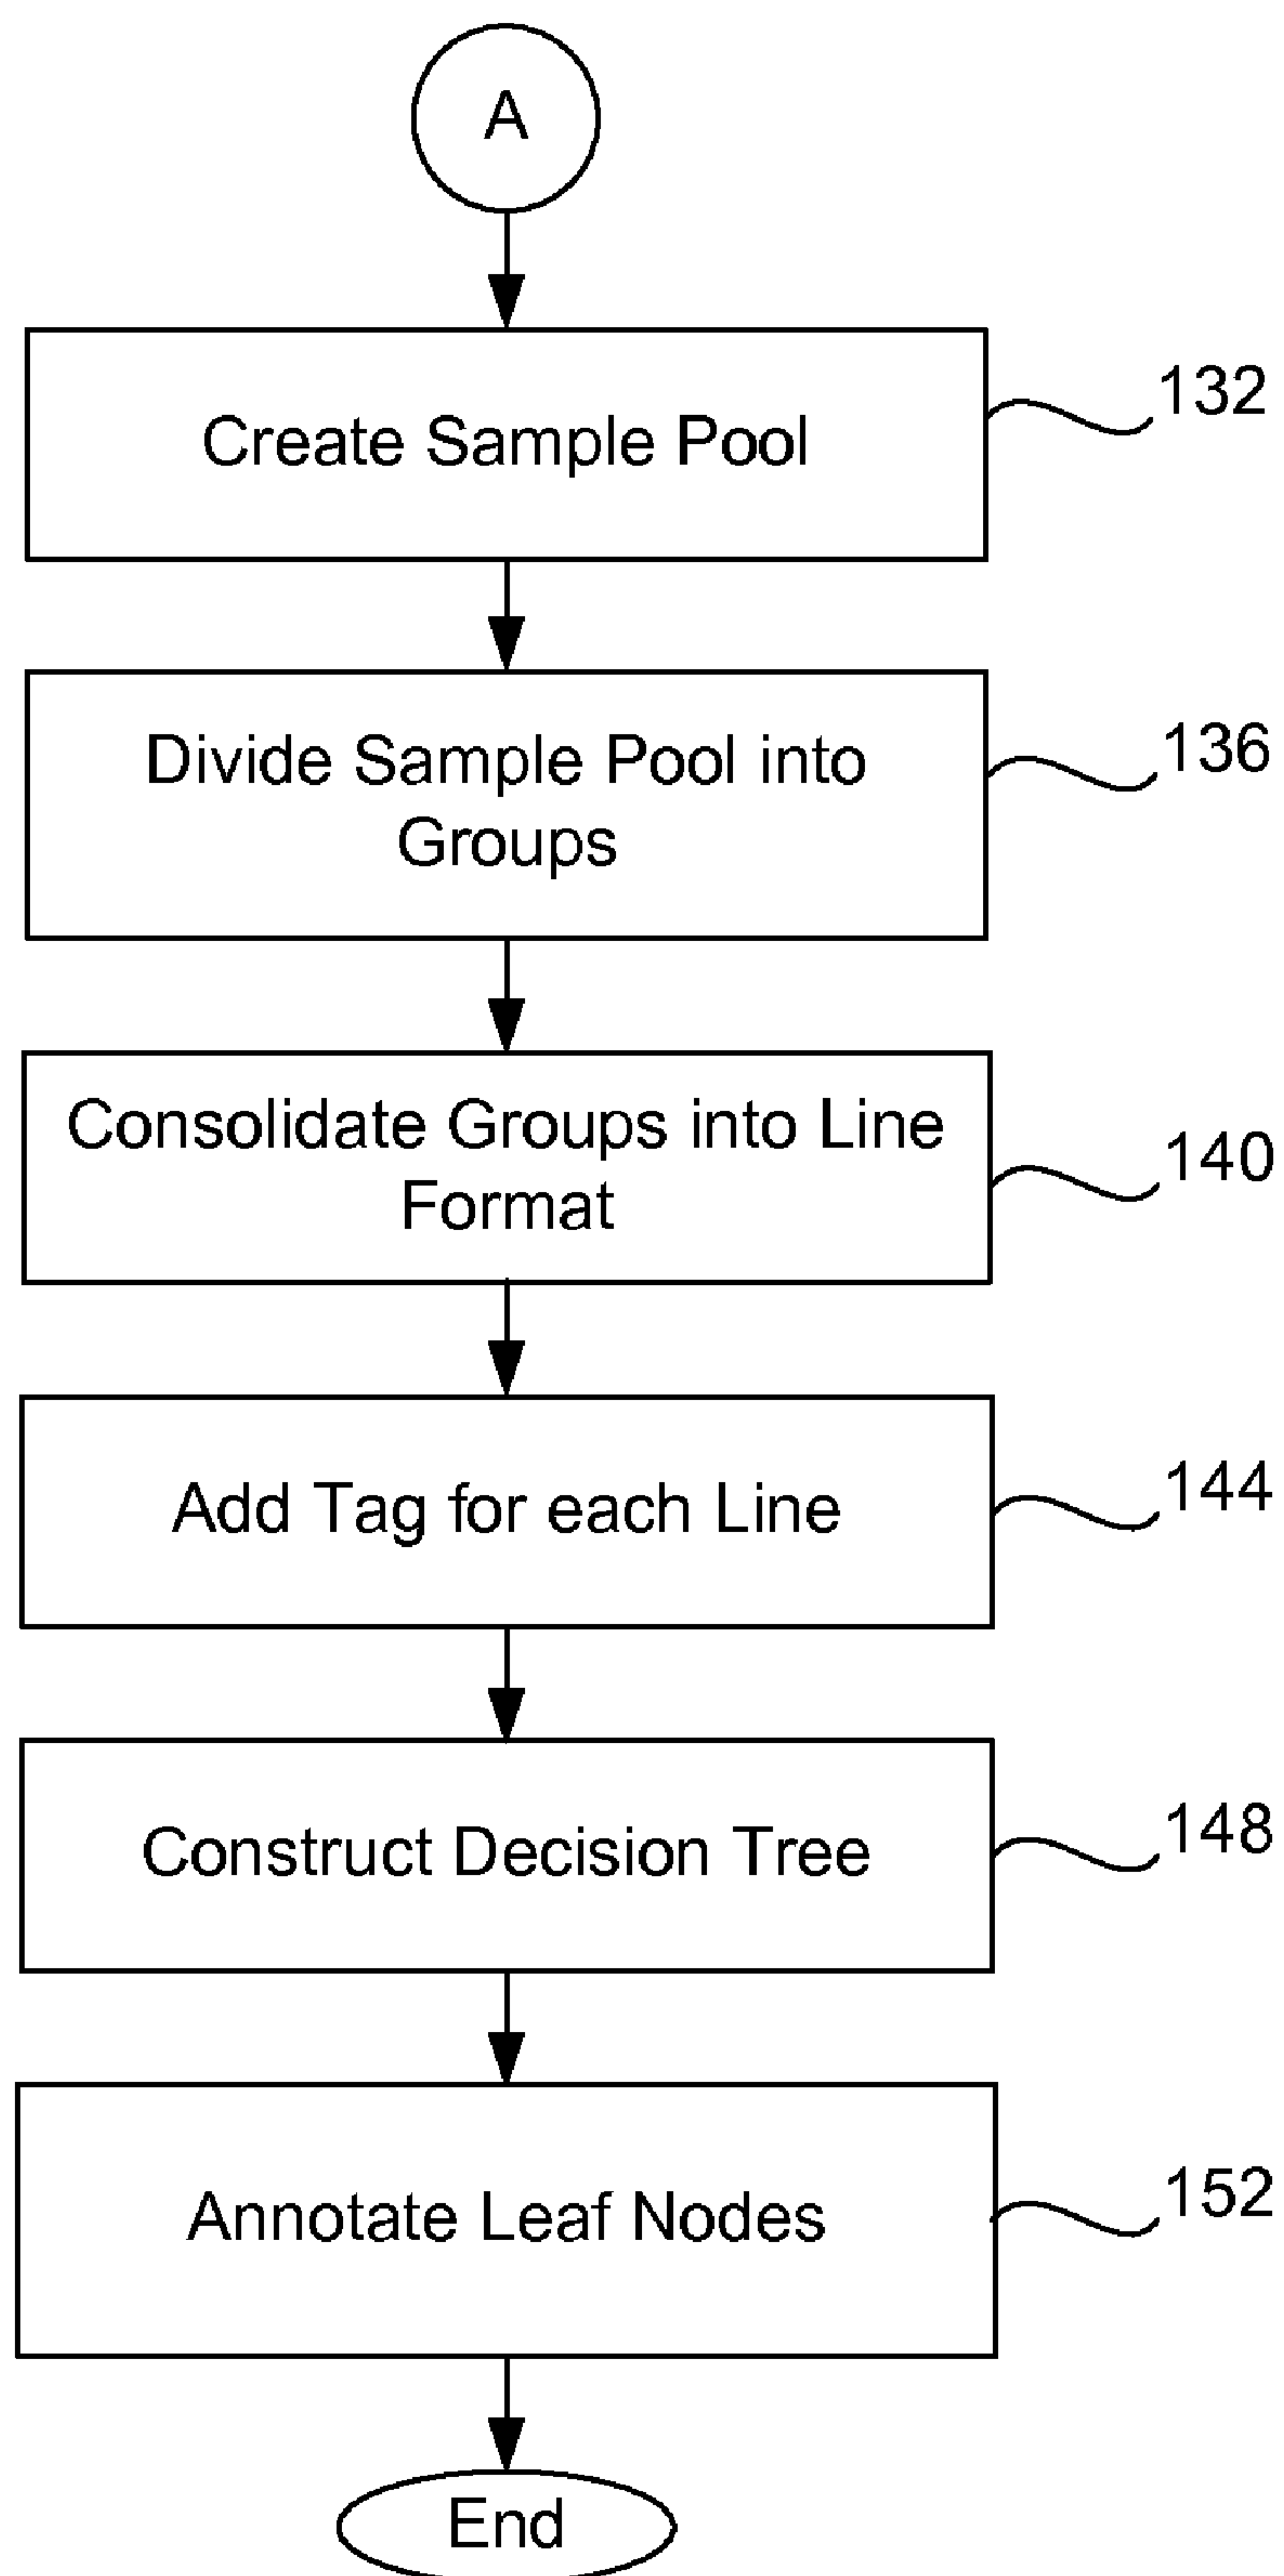 A
Create Sample Pool
132
Divide Sample Pool into
Groups
136
Consolidate Groups into Line
Format
140
Add Tag for each Line
144
Construct Decision Tree
148
Annotate Leaf Nodes
152
End